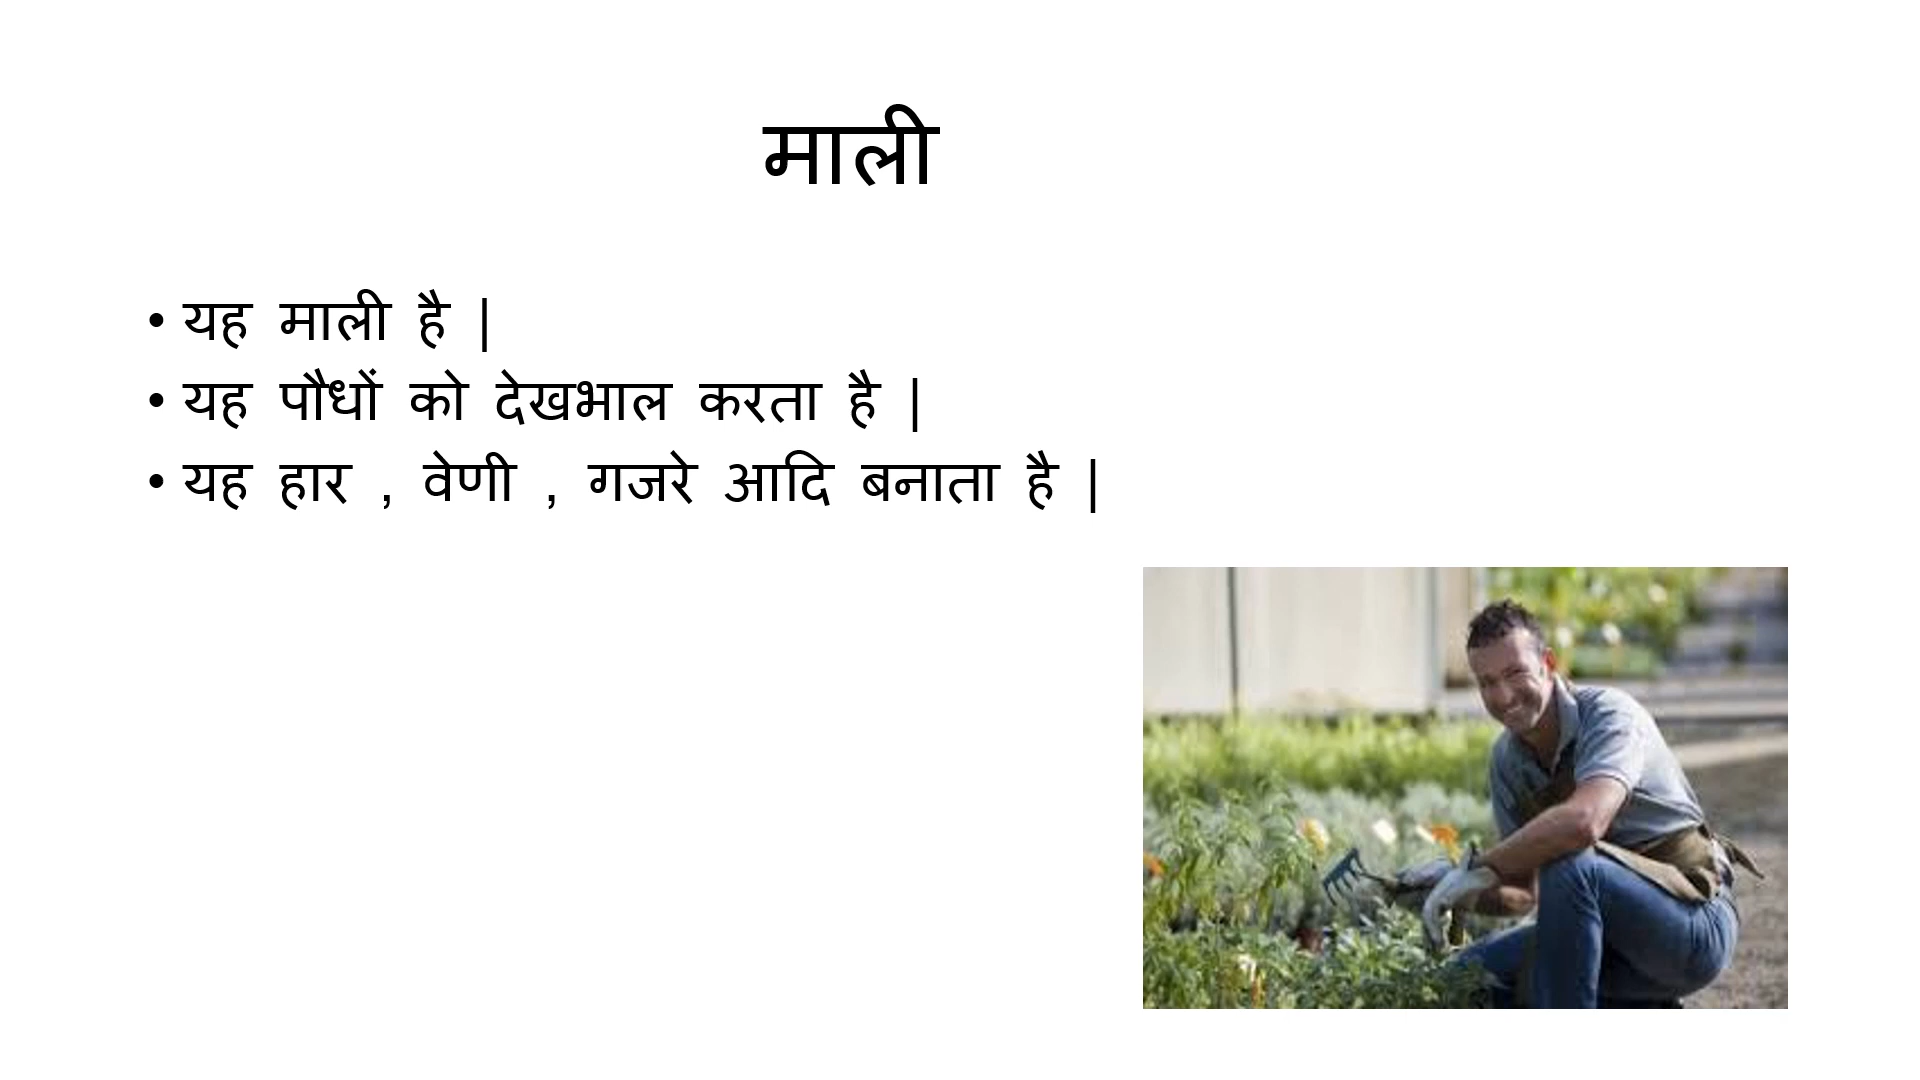 माली
• यह माली है |
• यह पौधों को देखभाल करता है |
• यह हार , वेणी , गजरे आदि बनाता है |